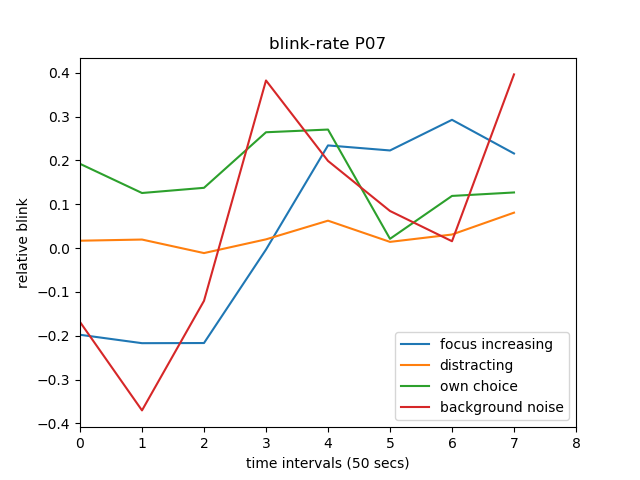 blink-rate P07
relative blink
0.4
0.3
0.2
0.1
0.0
−0.1
−0.2
−0.3
−0.4
focus increasing
distracting
own choice
background noise
0 1 2 3 4 5 6 7 8
time intervals (50 secs)